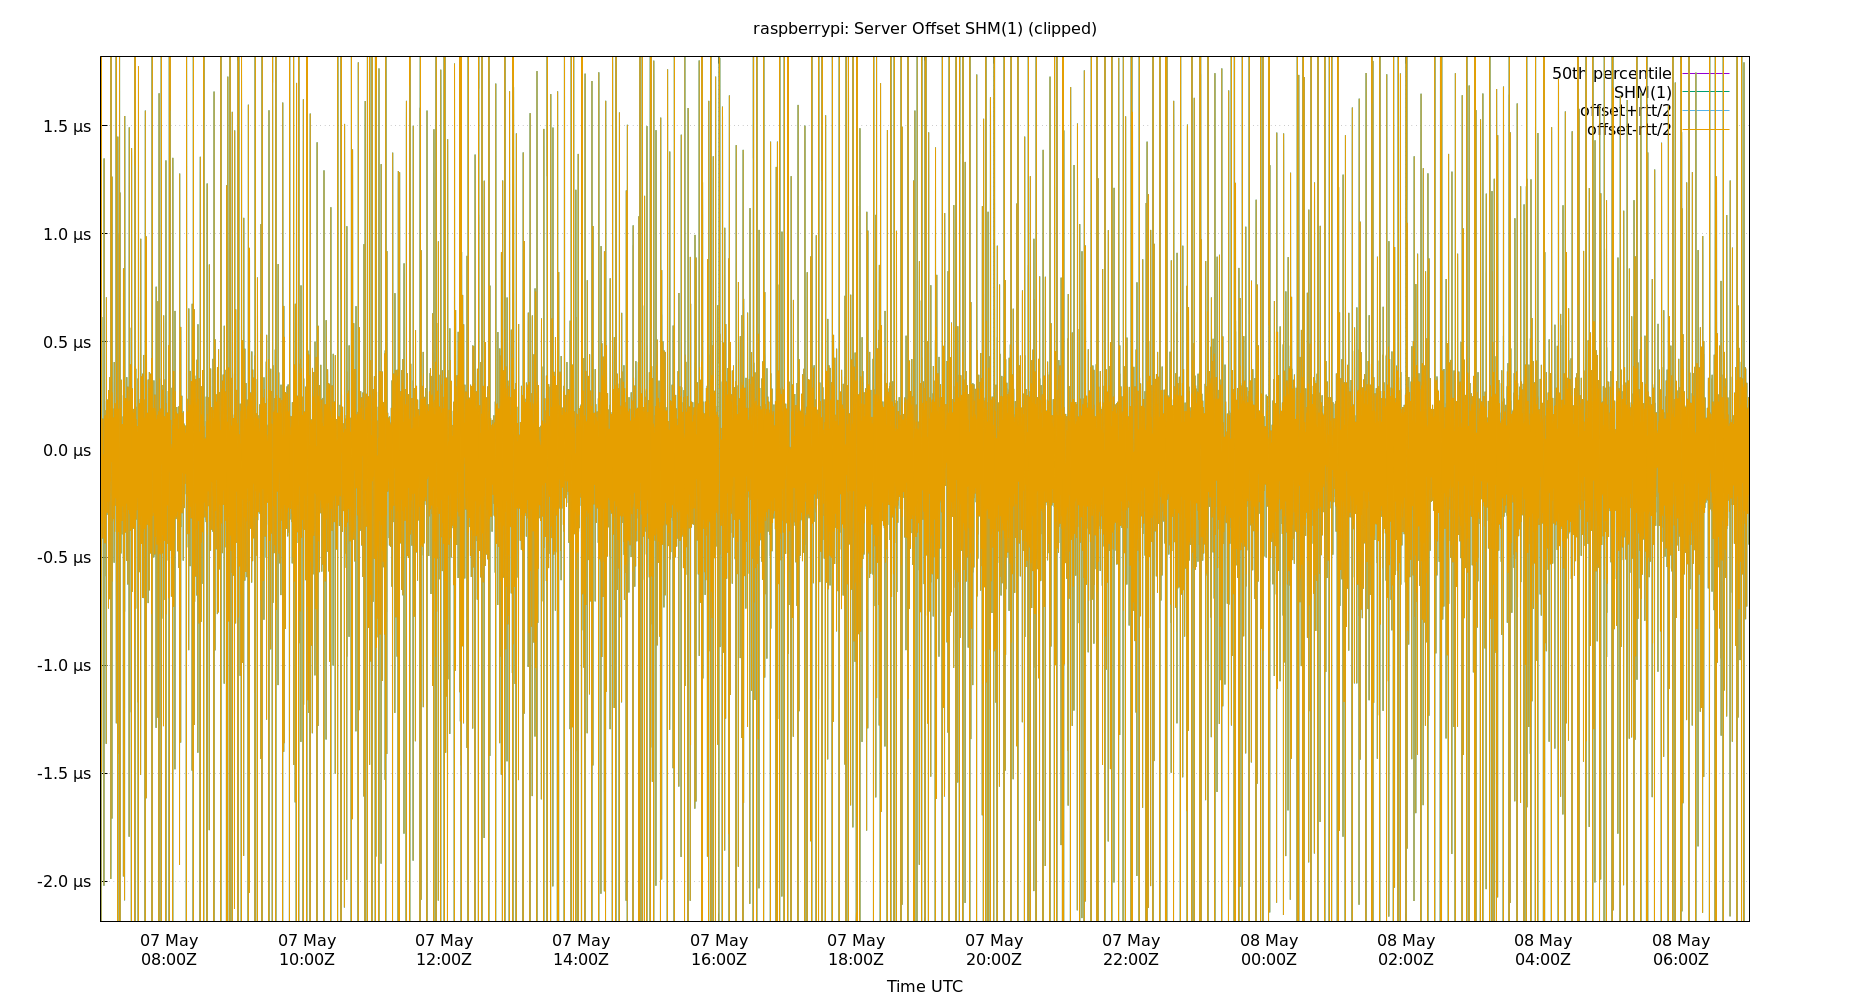 raspberrypi: Server Offset SHM(1) (clipped)
50th percentile
SHM(1)
offset+rtt/2
offset-rtt/2
1.5 µs
1.0 µs
0.5 µs
0.0 µs
-0.5 µs
-1.0 µs
-1.5 µs
-2.0 µs
07 May 07 May 07 May 07 May 07 May 07 May 07 May 07 May 08 May 08 May 08 May 08 May
08:00Z 10:00Z 12:00Z 14:00Z 16:00Z 18:00Z 20:00Z 22:00Z 00:00Z 02:00Z 04:00Z 06:00Z
Time UTC